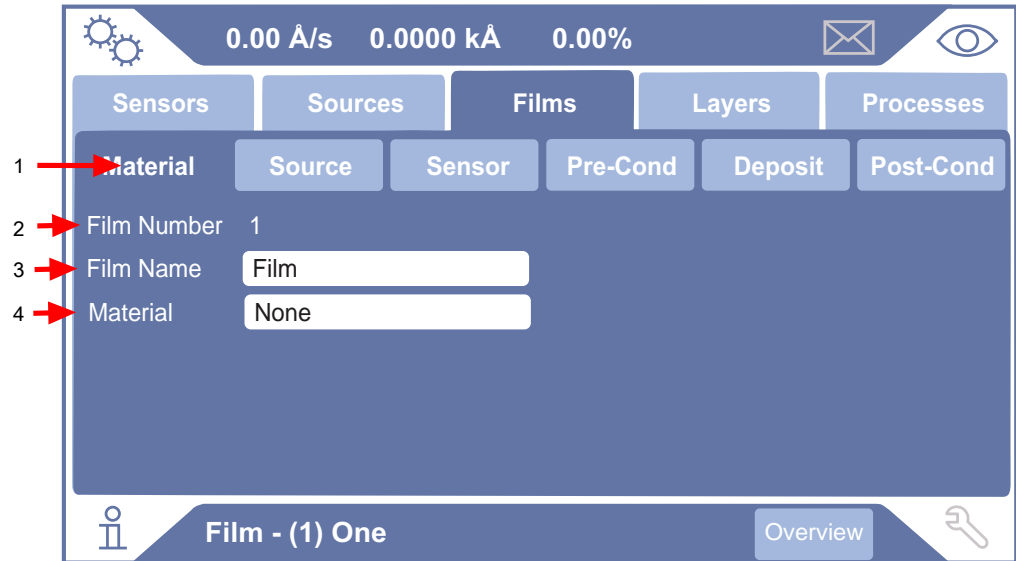 0.00 Å/s 0.0000 kÅ 0.00%
Sensors Sources Films Layers Processes
1 Material Source Sensor Pre-Cond Deposit Post-Cond
2 Film Number 1
3 Film Name Film
4 Material None
Film - (1) One Overview